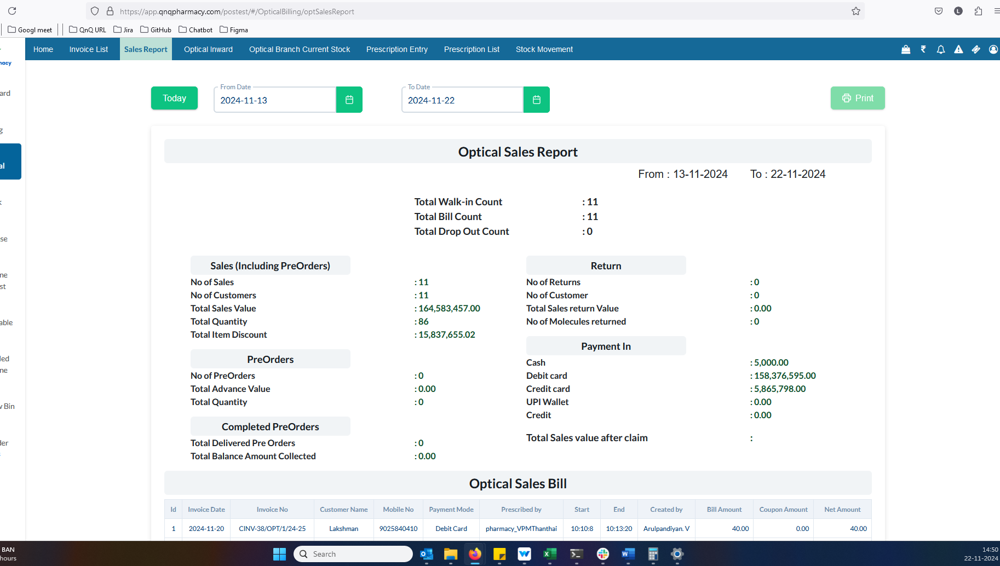 https://app.qnqpharmacy.com/postest/#/OpticalBilling/optSalesReport
L
Googl meet
QnQ URL
Jira
GitHub
Chatbot
Figma
Home
Invoice List
Sales Report
Optical Inward
Optical Branch Current Stock
Prescription Entry
Prescription List
Stock Movement
₹
macy
ard
g
al
k
se
ne
st
able
led
ne
v Bin
der
Today
From Date
2024-11-13
To Date
2024-11-22
Print
Optical Sales Report
From : 13-11-2024 To : 22-11-2024
Total Walk-in Count : 11
Total Bill Count : 11
Total Drop Out Count : 0
Sales (Including PreOrders)
No of Sales : 11
No of Customers : 11
Total Sales Value : 164,583,457.00
Total Quantity : 86
Total Item Discount : 15,837,655.02
PreOrders
No of PreOrders : 0
Total Advance Value : 0.00
Total Quantity : 0
Completed PreOrders
Total Delivered Pre Orders : 0
Total Balance Amount Collected : 0.00
Return
No of Returns : 0
No of Customer : 0
Total Sales return Value : 0.00
No of Molecules returned : 0
Payment In
Cash : 5,000.00
Debit card : 158,376,595.00
Credit card : 5,865,798.00
UPI Wallet : 0.00
Credit : 0.00
Total Sales value after claim :
Optical Sales Bill
Id Invoice Date Invoice No Customer Name Mobile No Payment Mode Prescribed by Start End Created by Bill Amount Coupon Amount Net Amount
1 2024-11-20 CINV-38/OPT/1/24-25 Lakshman 9025840410 Debit Card pharmacy_VPMThanthai 10:10:8 10:13:20 Arulpandiyan. V 40.00 0.00 40.00
BAN
hours
Search
14:50
22-11-2024